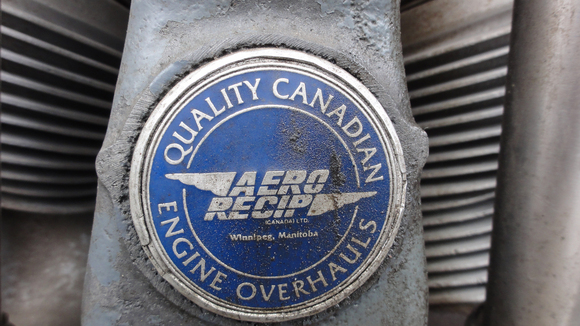 QUALITY CANADIAN
AERO
RECIP
(CANADA) LTD.
Winnipeg, Manitoba
ENGINE OVERHAULS